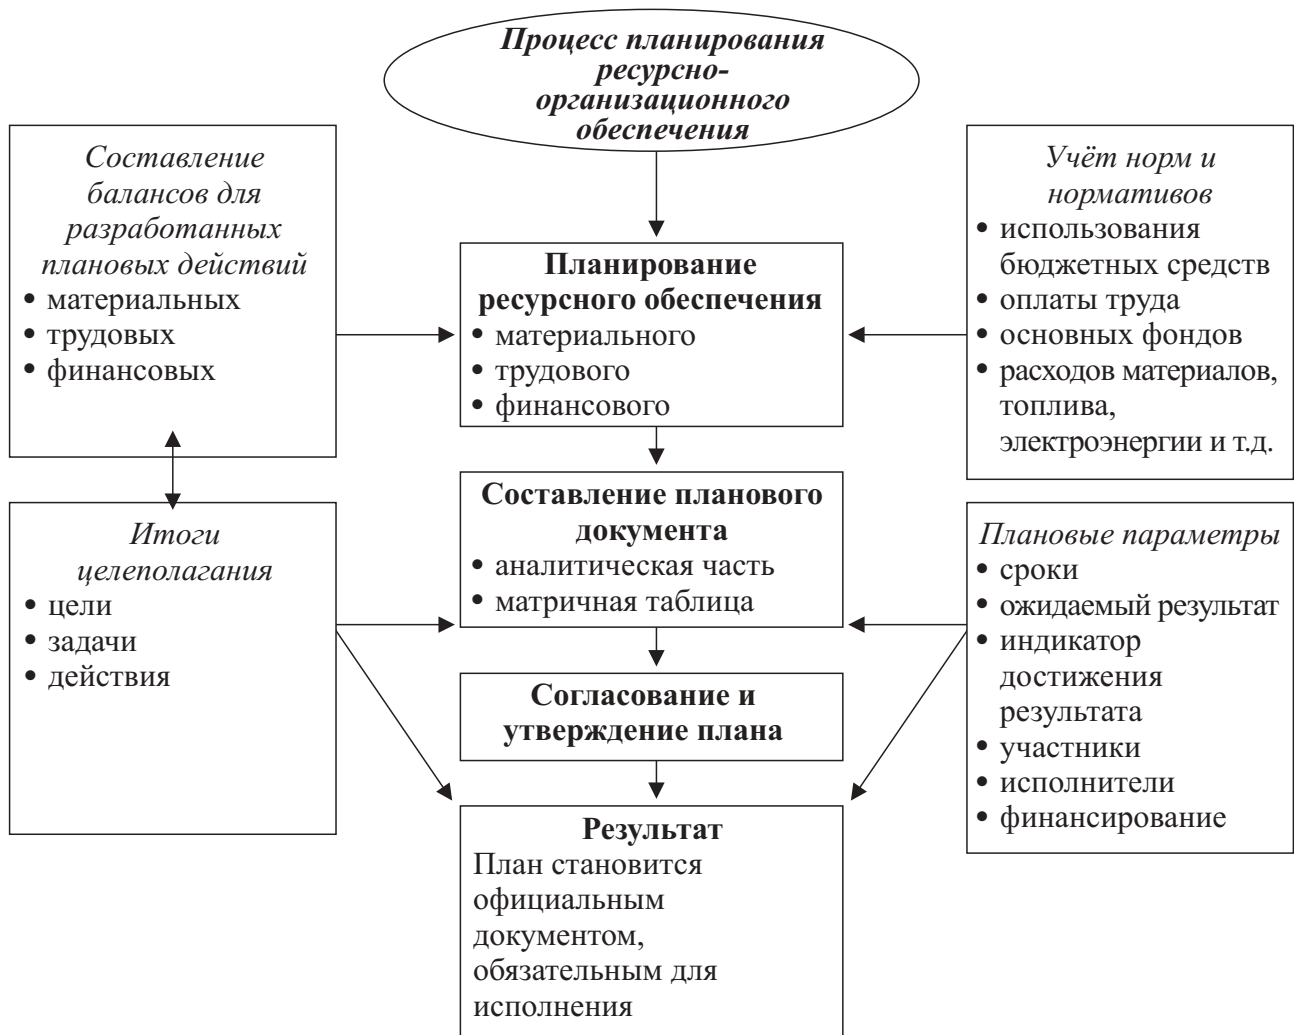 Процесс планирования
ресурсно-
организационного
обеспечения
Составление
балансов для
разработанных
плановых действий
• материальных
• трудовых
• финансовых
Учёт норм и
нормативов
• использования
бюджетных средств
• оплаты труда
• основных фондов
• расходов материалов,
топлива,
электроэнергии и т.д.
Планирование
ресурсного обеспечения
• материального
• трудового
• финансового
Составление планового
документа
• аналитическая часть
• матричная таблица
Итоги
целеполагания
• цели
• задачи
• действия
Плановые параметры
• сроки
• ожидаемый результат
• индикатор
достижения
результата
• участники
• исполнители
• финансирование
Согласование и
утверждение плана
Результат
План становится
официальным
документом,
обязательным для
исполнения